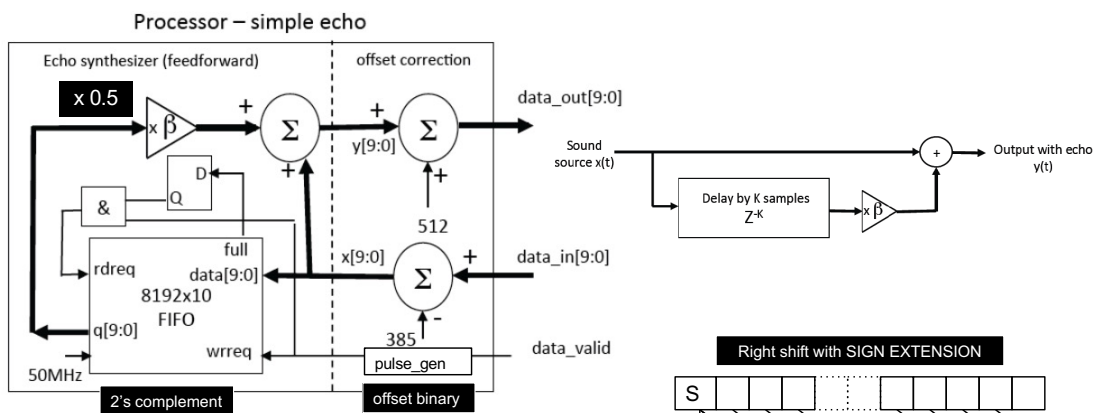 Processor – simple echo
Echo synthesizer (feedforward)
offset correction
x 0.5
x β
+
Σ
+
y[9:0]
+
Σ
+
data_out[9:0]
512
D
Q
&
full
rdreq
data[9:0]
8192x10
FIFO
q[9:0]
wrreq
50MHz
x[9:0]
Σ
+
-
data_in[9:0]
385
pulse_gen
data_valid
2's complement
offset binary
Sound
source x(t)
Delay by K samples
Z-K
x β
+
Output with echo
y(t)
Right shift with SIGN EXTENSION
S